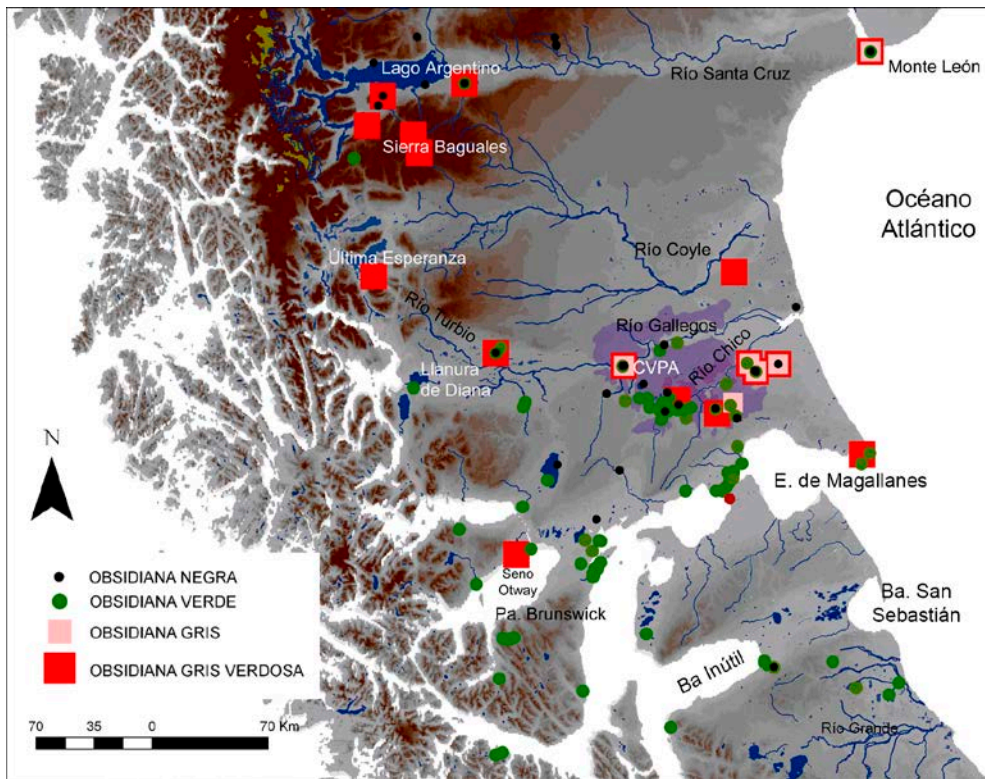 Lago Argentino
Río Santa Cruz
Monte León
Sierra Baguales
Océano
Atlántico
Río Coyle
Última Esperanza
Río Turbio
Río Gallegos
Río Chico
CVPA
Llanura
de Diana
N
E. de Magallanes
Seno
Otway
Pa. Brunswick
Ba. San
Sebastián
Ba Inútil
Río Grande
OBSIDIANA NEGRA
OBSIDIANA VERDE
OBSIDIANA GRIS
OBSIDIANA GRIS VERDOSA
70 35 0 70 Km